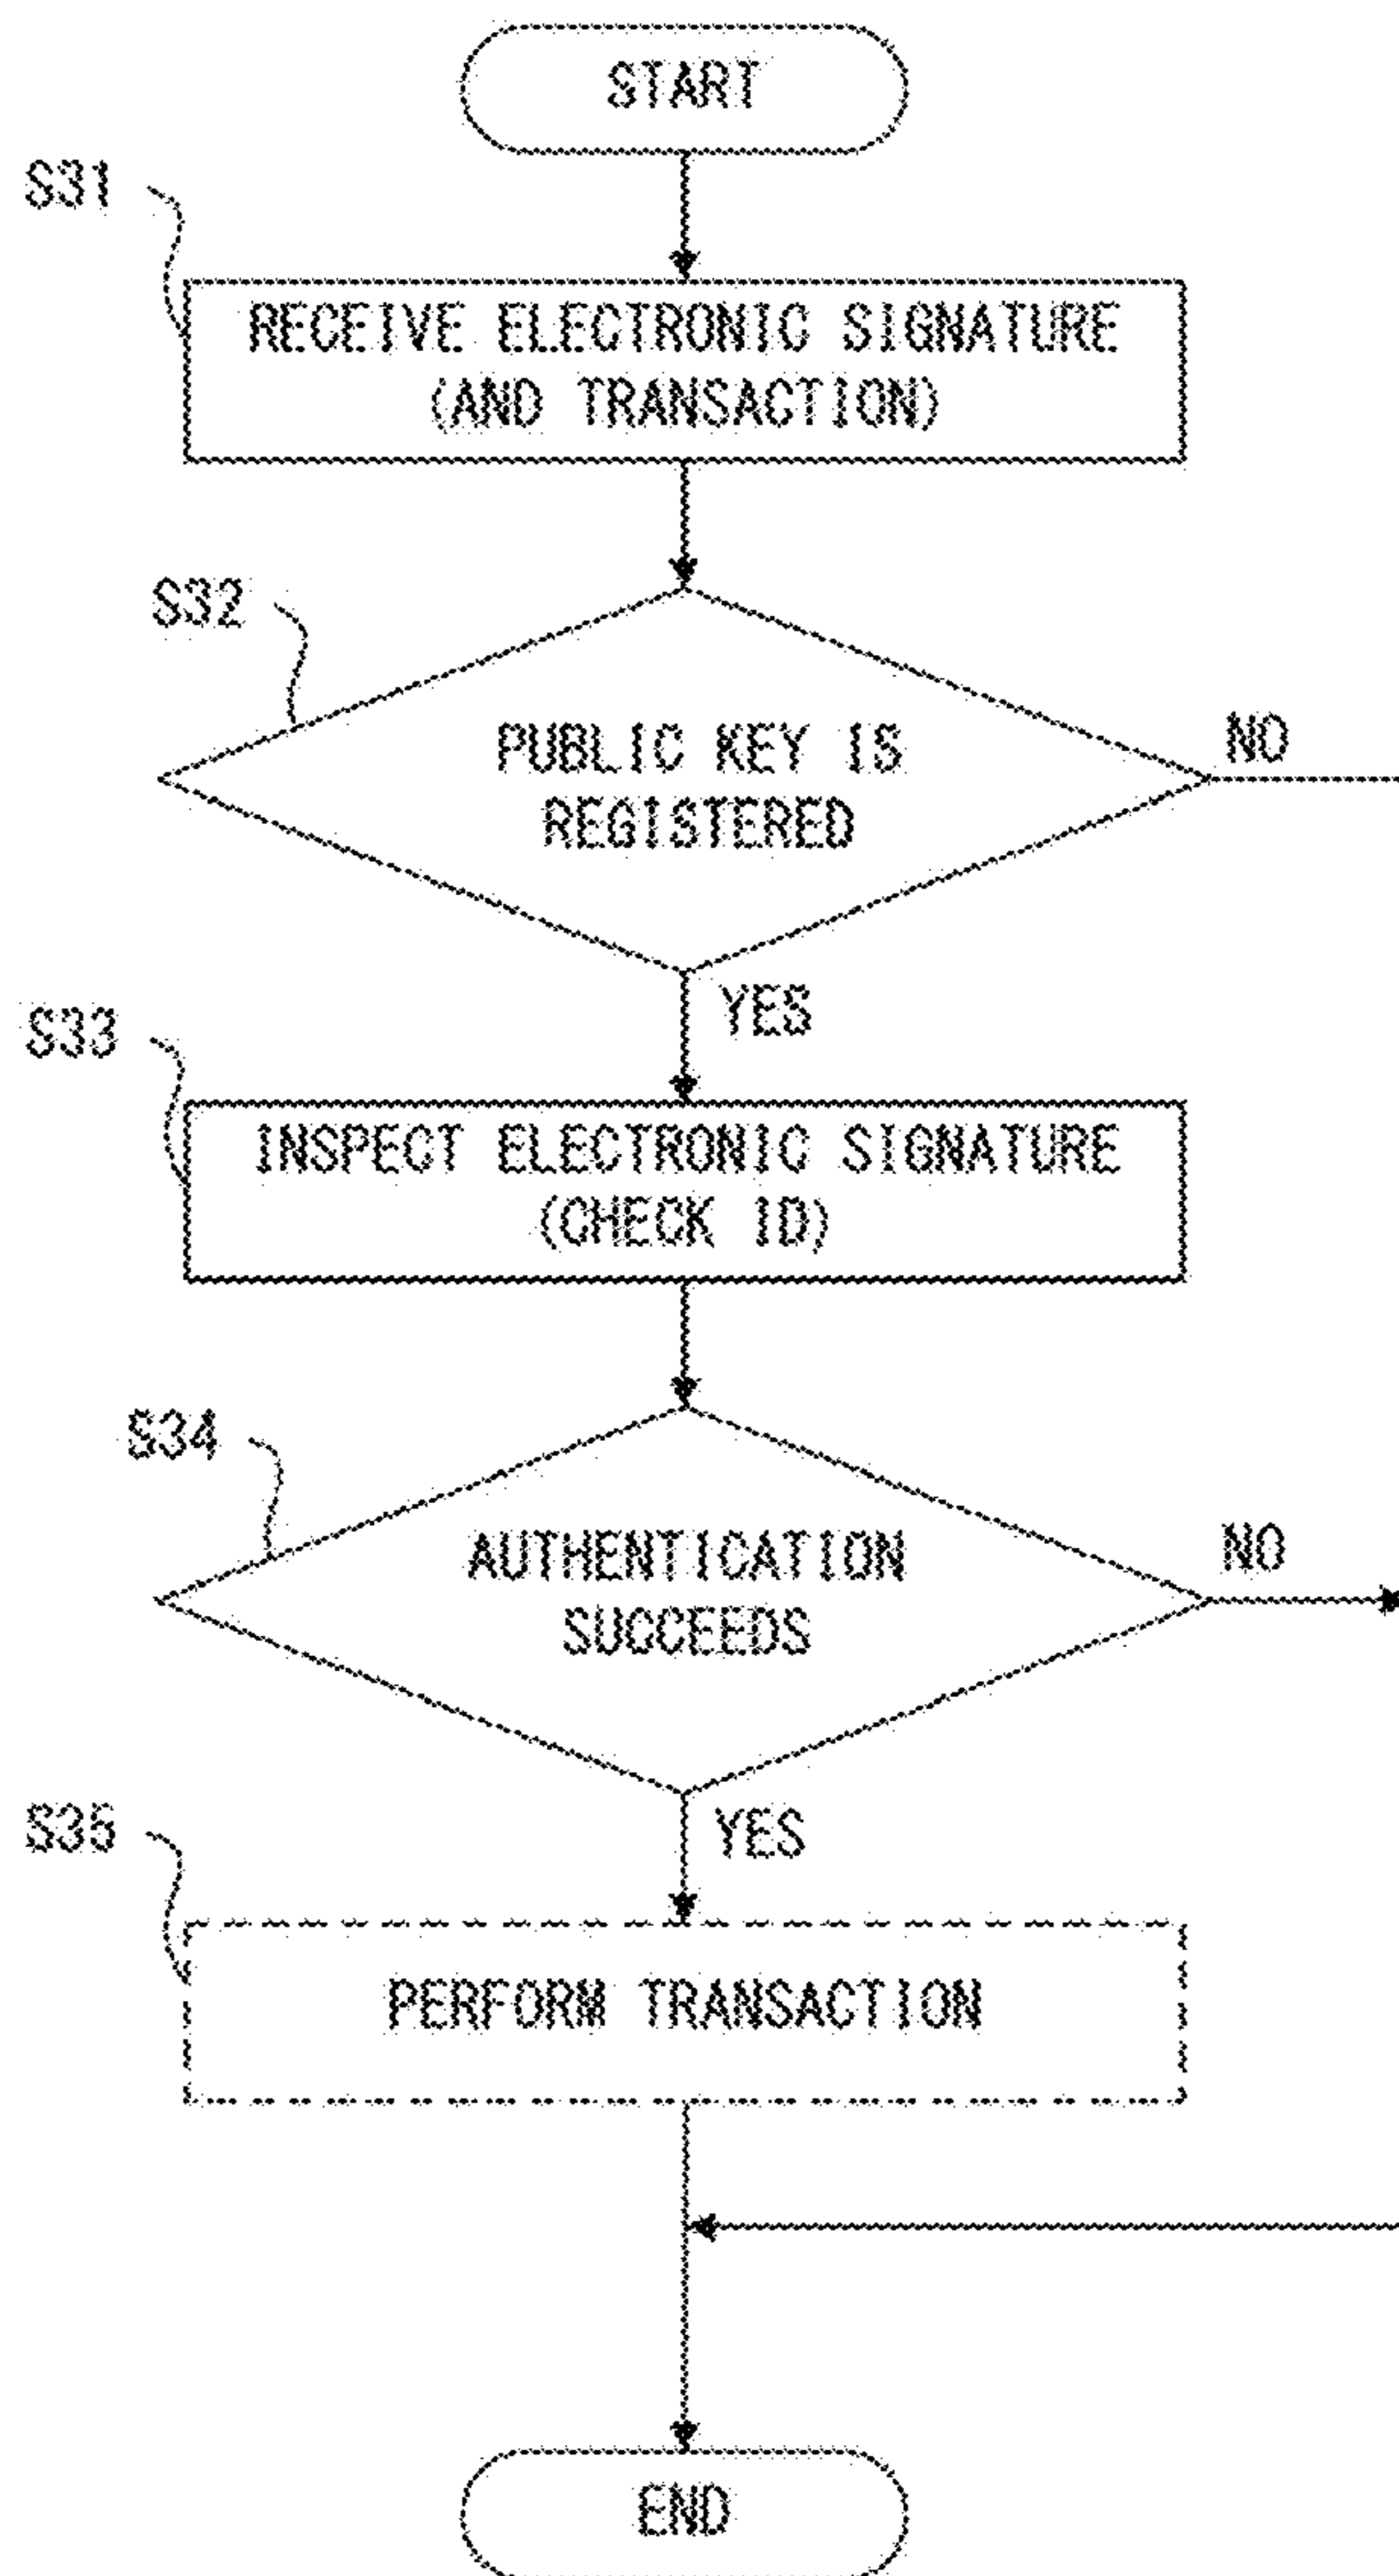 START
S31
RECEIVE ELECTRONIC SIGNATURE
(AND TRANSACTION)
S32
PUBLIC KEY IS
REGISTERED
NO
YES
S33
INSPECT ELECTRONIC SIGNATURE
(CHECK ID)
S34
AUTHENTICATION
SUCCEEDS
NO
YES
S35
PERFORM TRANSACTION
END